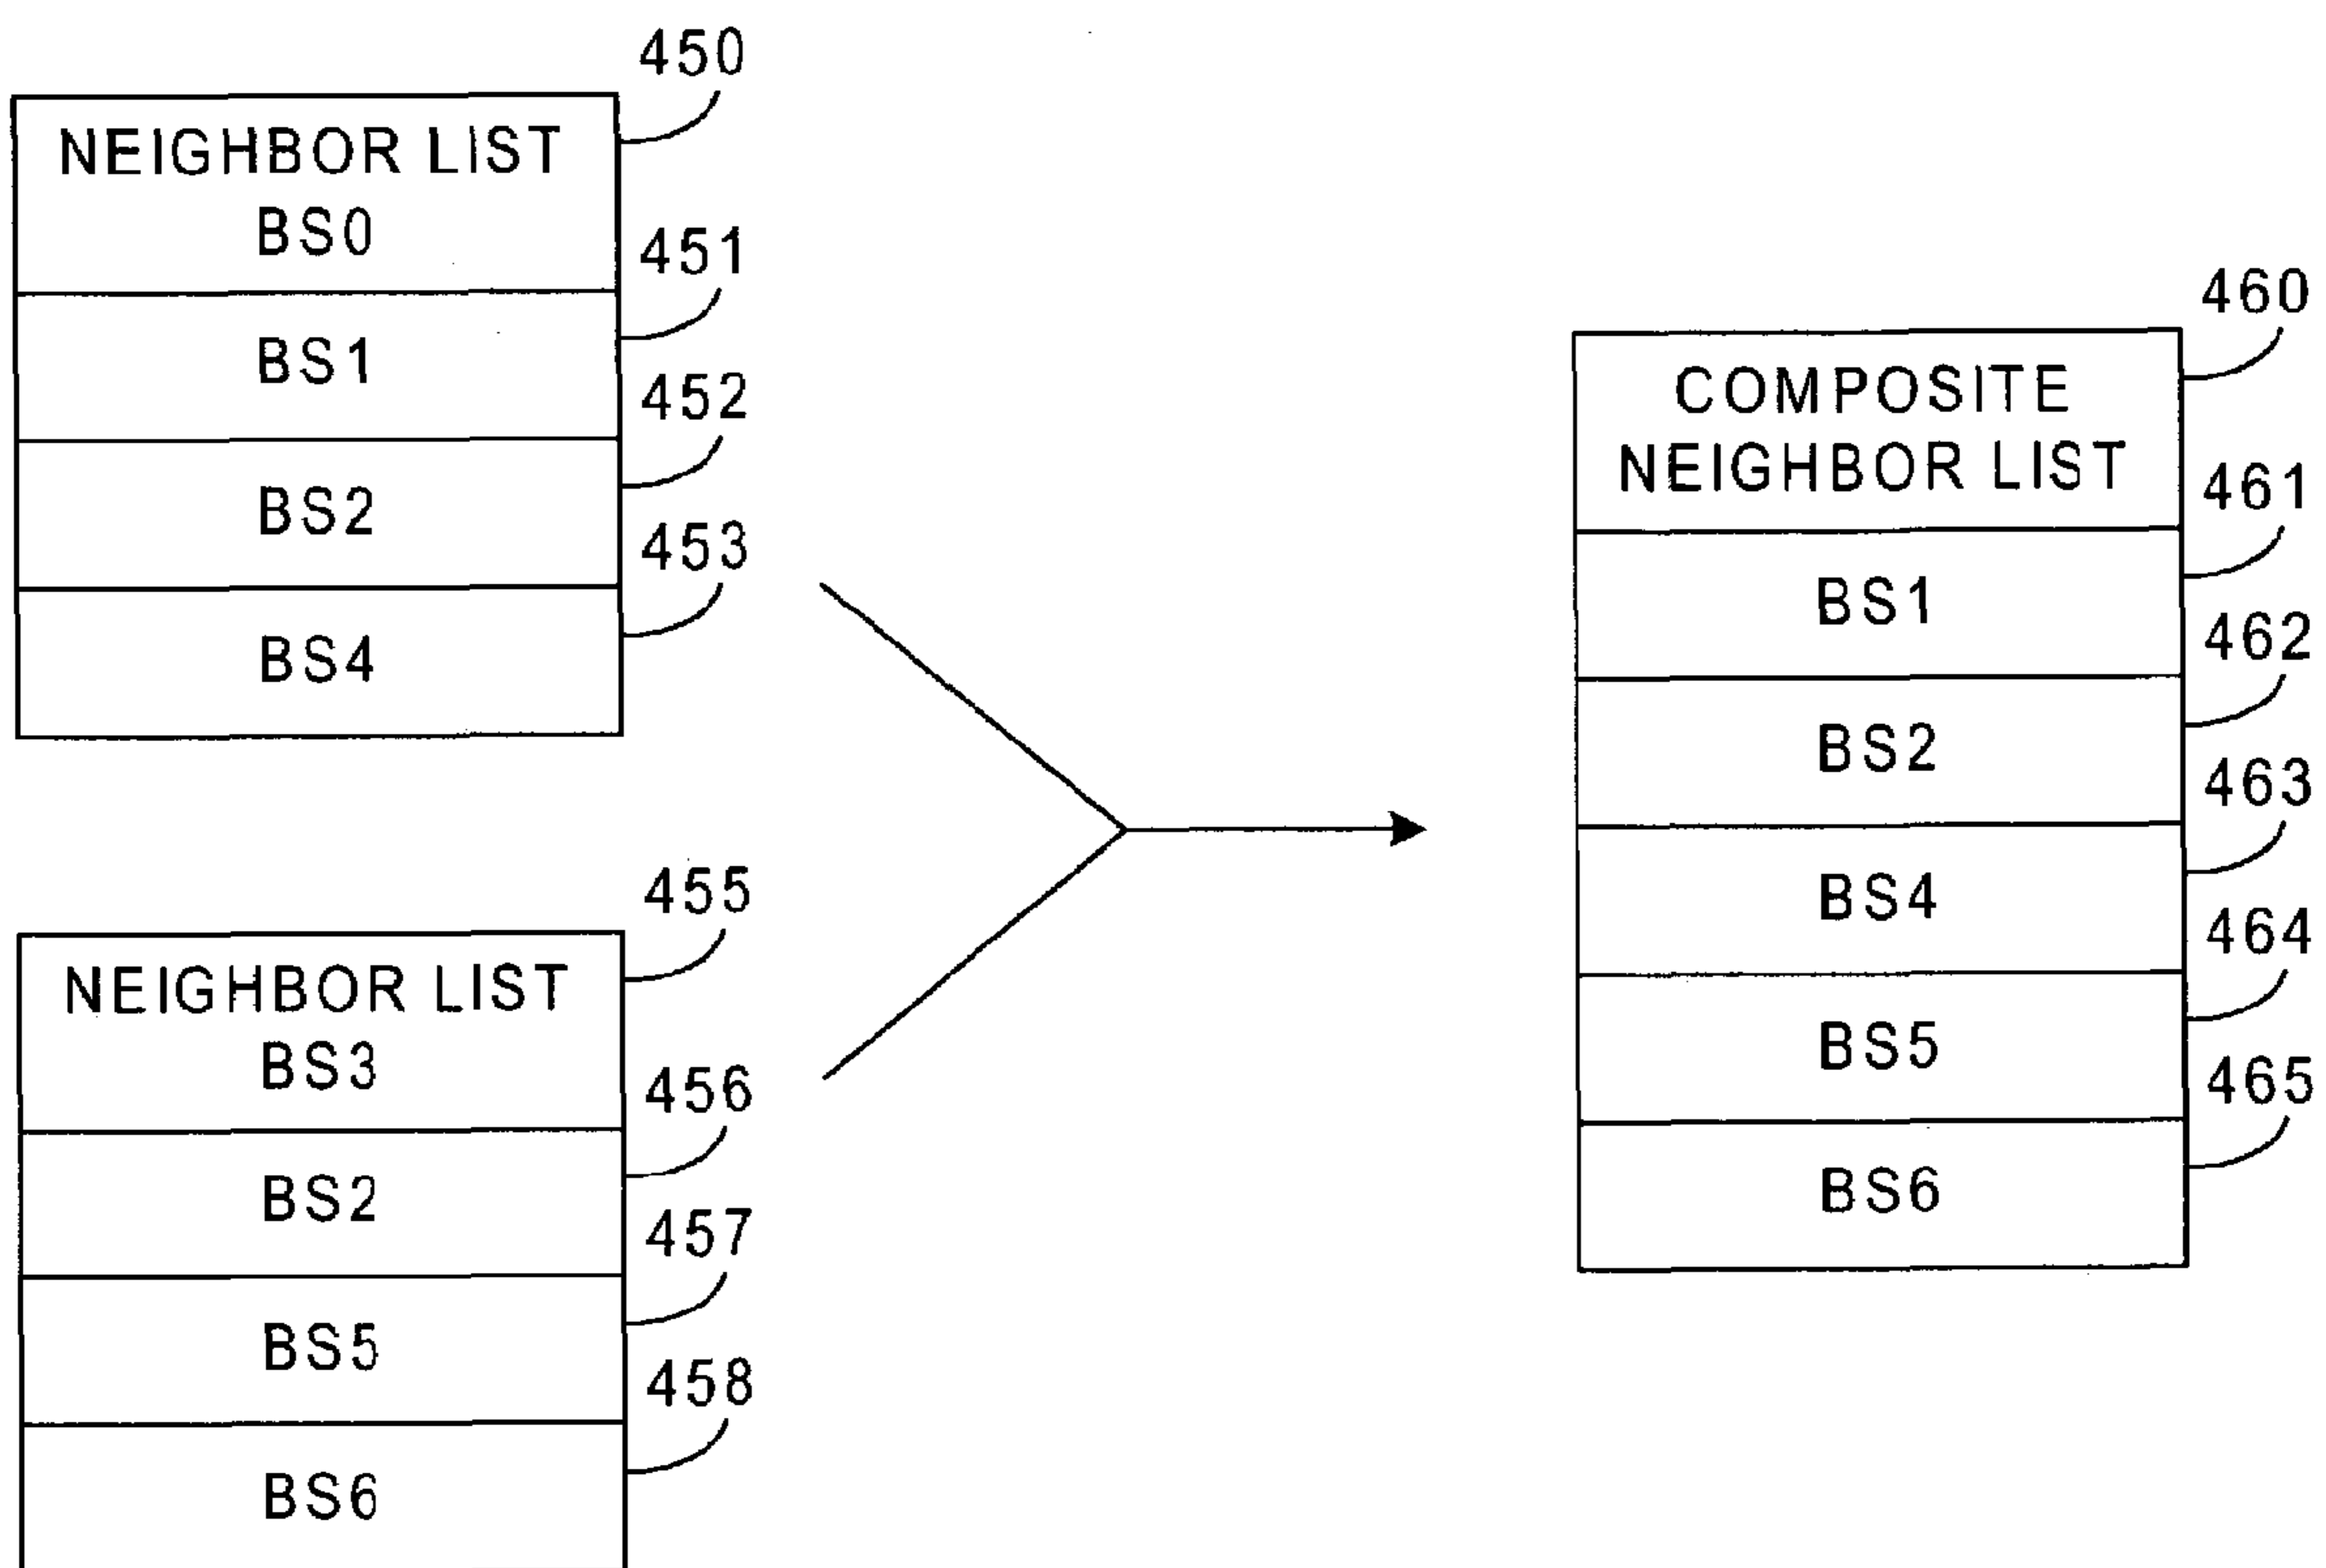 450
NEIGHBOR LIST
BS0
451
BS1
452
BS2
453
BS4
455
NEIGHBOR LIST
BS3
456
BS2
457
BS5
458
BS6
460
COMPOSITE
NEIGHBOR LIST
461
BS1
462
BS2
463
BS4
464
BS5
465
BS6